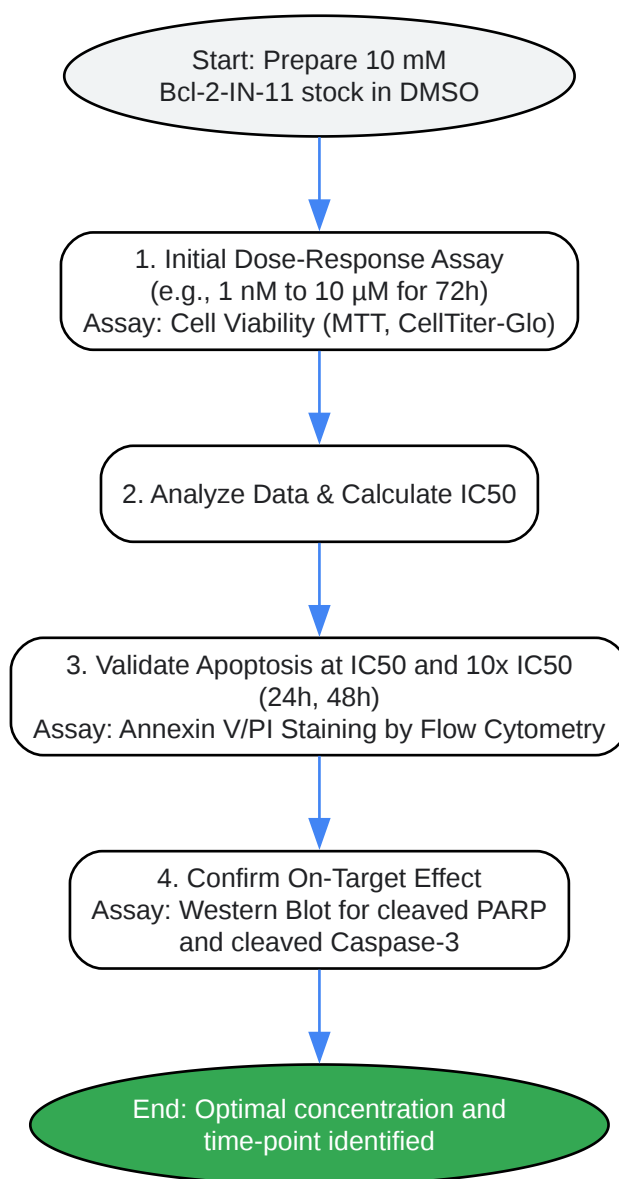 Start: Prepare 10 mM
Bcl-2-IN-11 stock in DMSO
1. Initial Dose-Response Assay
(e.g., 1 nM to 10 µM for 72h)
Assay: Cell Viability (MTT, CellTiter-Glo)
2. Analyze Data & Calculate IC50
3. Validate Apoptosis at IC50 and 10x IC50
(24h, 48h)
Assay: Annexin V/PI Staining by Flow Cytometry
4. Confirm On-Target Effect
Assay: Western Blot for cleaved PARP
and cleaved Caspase-3
End: Optimal concentration and
time-point identified